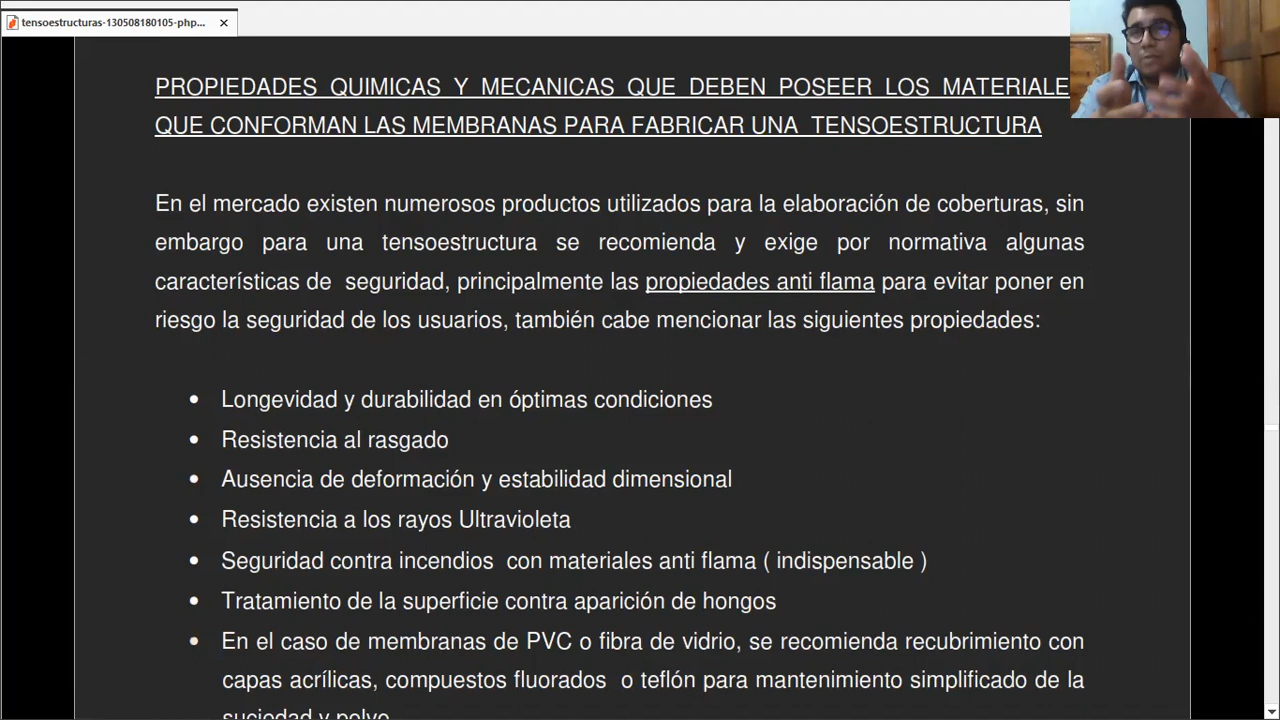 tensoestructuras-130508180105-php...
PROPIEDADES QUIMICAS Y MECANICAS QUE DEBEN POSEER LOS MATERIALE
QUE CONFORMAN LAS MEMBRANAS PARA FABRICAR UNA TENSOESTRUCTURA
En el mercado existen numerosos productos utilizados para la elaboración de coberturas, sin
embargo para una tensoestructura se recomienda y exige por normativa algunas
características de seguridad, principalmente las propiedades anti flama para evitar poner en
riesgo la seguridad de los usuarios, también cabe mencionar las siguientes propiedades:
• Longevidad y durabilidad en óptimas condiciones
• Resistencia al rasgado
• Ausencia de deformación y estabilidad dimensional
• Resistencia a los rayos Ultravioleta
• Seguridad contra incendios con materiales anti flama ( indispensable )
• Tratamiento de la superficie contra aparición de hongos
• En el caso de membranas de PVC o fibra de vidrio, se recomienda recubrimiento con
capas acrílicas, compuestos fluorados o teflón para mantenimiento simplificado de la
suciedad y polvo